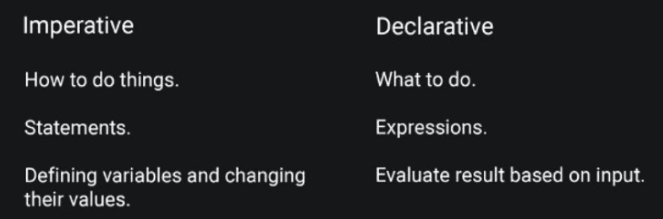 Imperative
Declarative
How to do things.
What to do.
Statements.
Expressions.
Defining variables and changing
their values.
Evaluate result based on input.